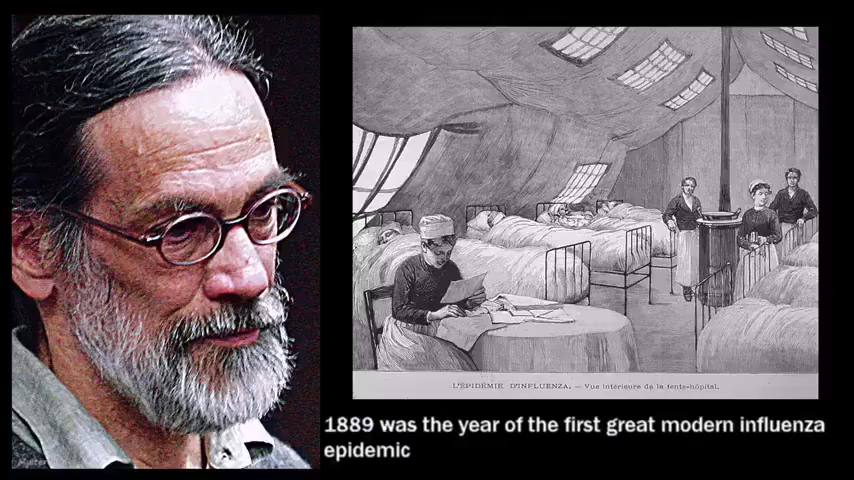 L'ÉPIDÉMIE D'INFLUENZA. — Vue intérieure de la tente-hôpital.
1889 was the year of the first great modern influenza
epidemic